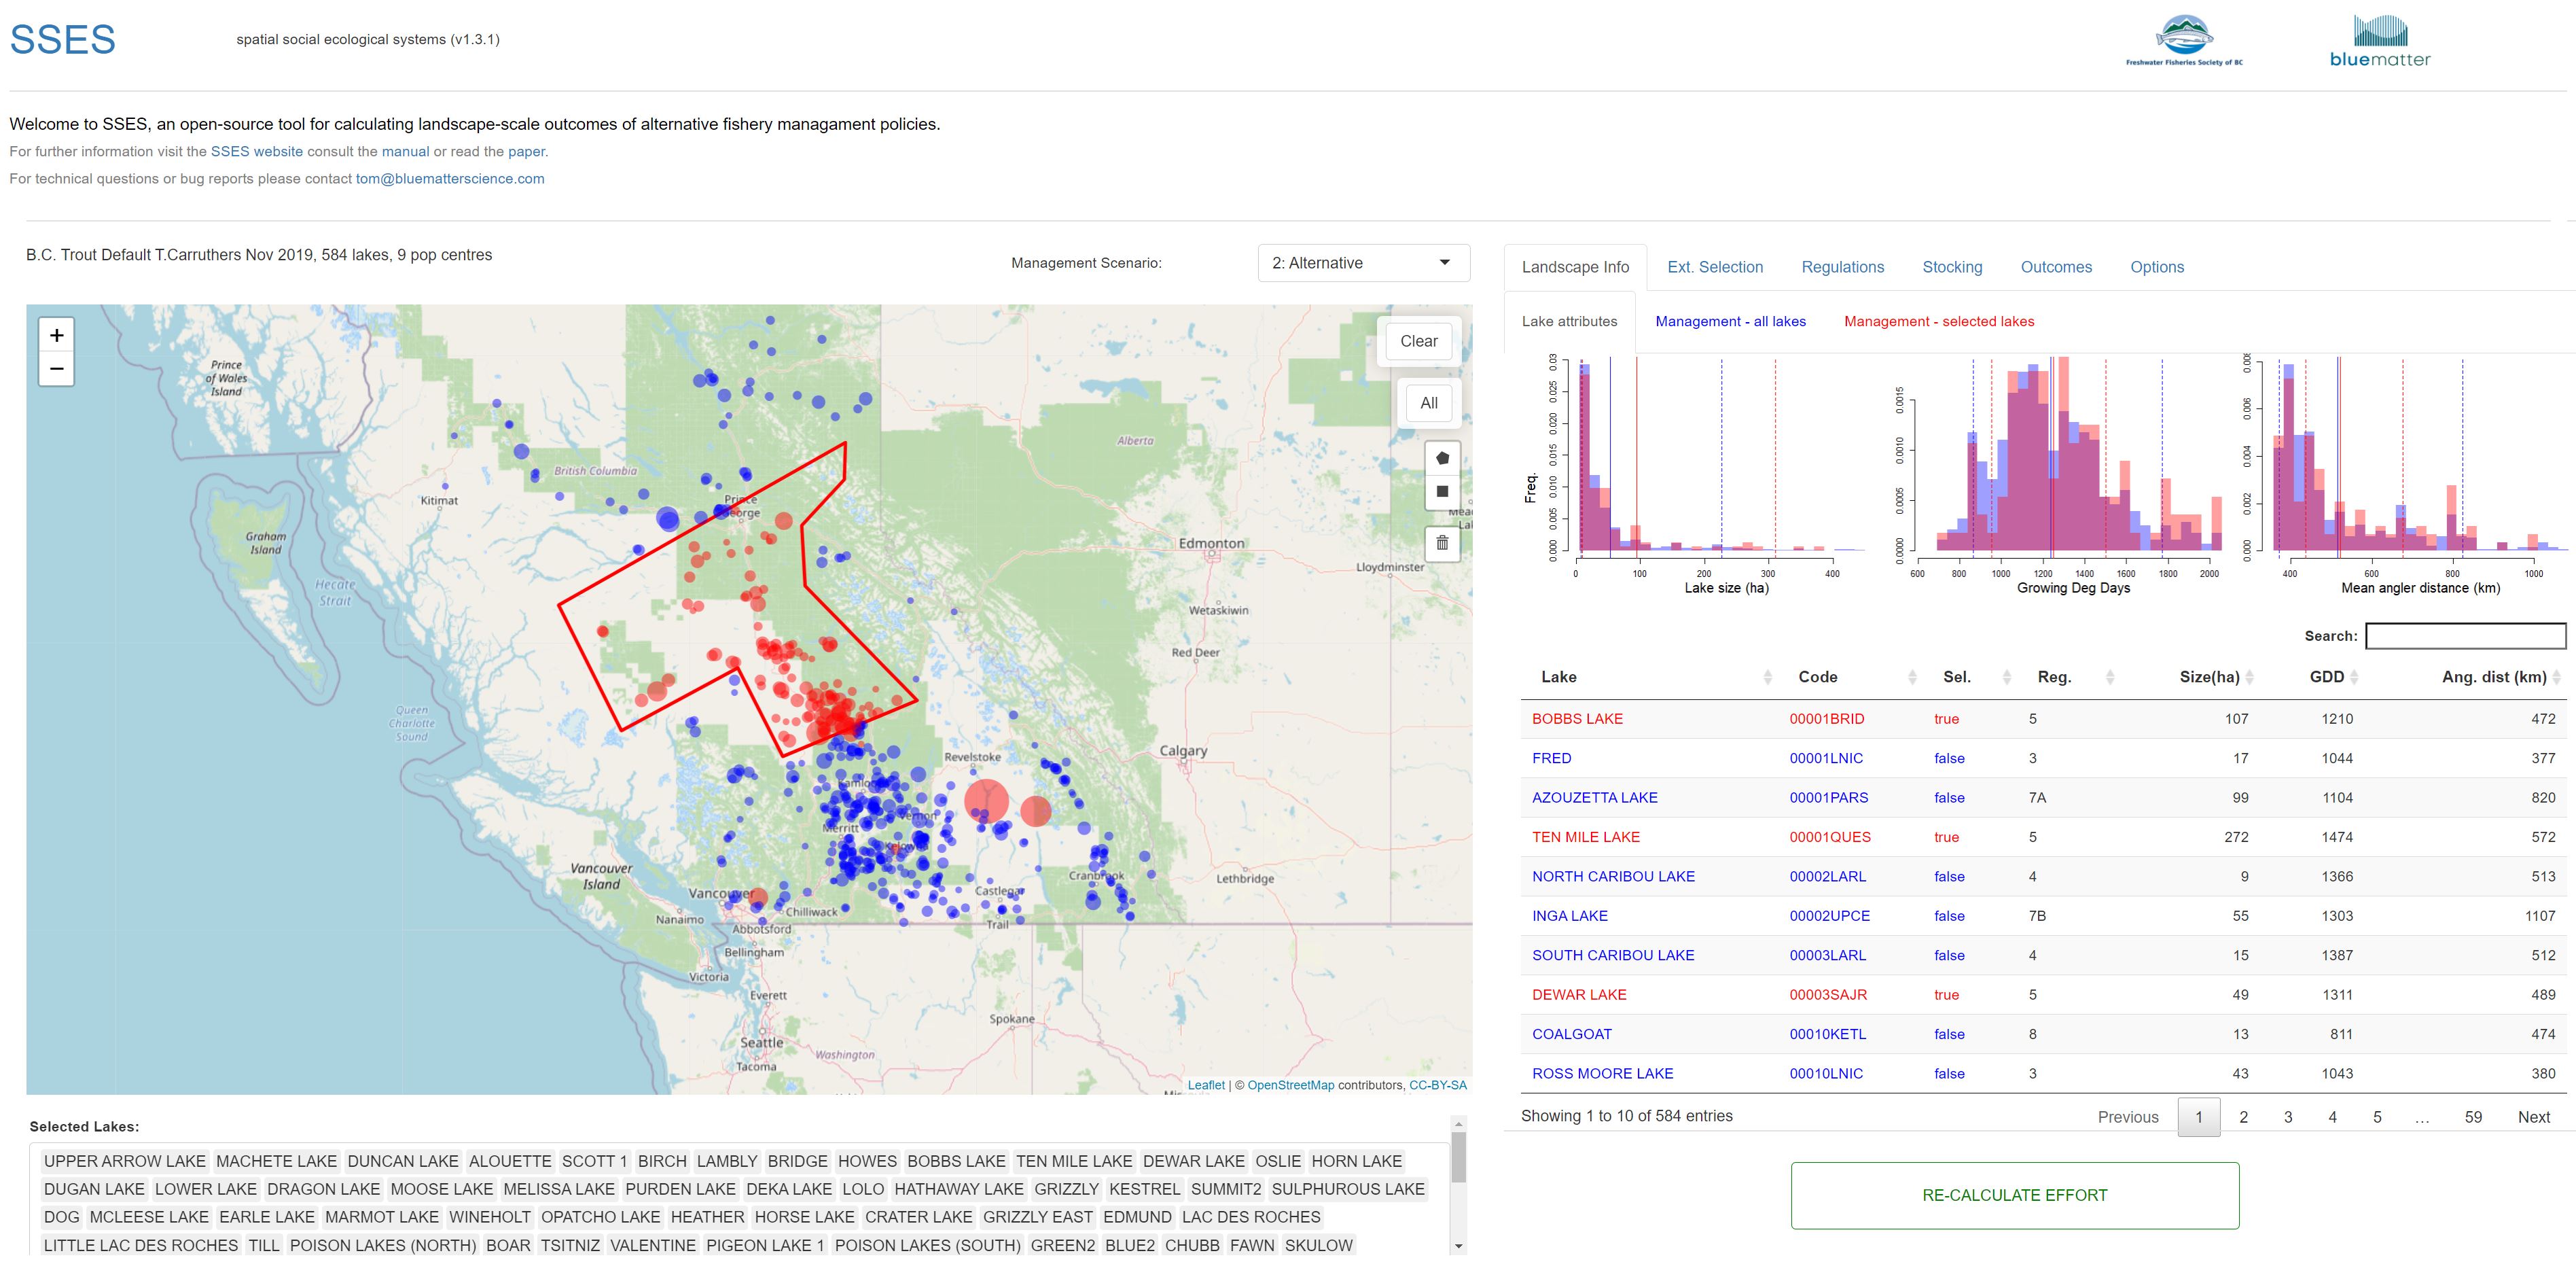 SSES
spatial social ecological systems (v1.3.1)
Freshwater Fisheries Society of BC
bluematter
Welcome to SSES, an open-source tool for calculating landscape-scale outcomes of alternative fishery managament policies.
For further information visit the SSES website consult the manual or read the paper.
For technical questions or bug reports please contact tom@bluematterscience.com
B.C. Trout Default T.Carruthers Nov 2019, 584 lakes, 9 pop centres
Management Scenario:
2: Alternative
+
−
Clear
All
Prince
of Wales
Island
Alberta
British Columbia
Kitimat
Prince
George
Graham
Island
Edmonton
Lloydminster
Hecate
Strait
Wetaskiwin
Red Deer
Queen
Charlotte
Sound
Calgary
Revelstoke
Vernon
Merritt
Vancouver
Island
Cranbrook
Lethbridge
Vancouver
Castlegar
Chilliwack
Nanaimo
Trail
Abbotsford
Bellingham
Victoria
Everett
Spokane
Seattle
Washington
Tacoma
Leaflet | © OpenStreetMap contributors, CC-BY-SA
Selected Lakes:
UPPER ARROW LAKE MACHETE LAKE DUNCAN LAKE ALOUETTE SCOTT 1 BIRCH LAMBLY BRIDGE HOWES BOBBS LAKE TEN MILE LAKE DEWAR LAKE OSLIE HORN LAKE
DUGAN LAKE LOWER LAKE DRAGON LAKE MOOSE LAKE MELISSA LAKE PURDEN LAKE DEKA LAKE LOLO HATHAWAY LAKE GRIZZLY KESTREL SUMMIT2 SULPHUROUS LAKE
DOG MCLEESE LAKE EARLE LAKE MARMOT LAKE WINEHOLT OPATCHO LAKE HEATHER HORSE LAKE CRATER LAKE GRIZZLY EAST EDMUND LAC DES ROCHES
LITTLE LAC DES ROCHES TILL POISON LAKES (NORTH) BOAR TSITNIZ VALENTINE PIGEON LAKE 1 POISON LAKES (SOUTH) GREEN2 BLUE2 CHUBB FAWN SKULOW
Landscape Info Ext. Selection Regulations Stocking Outcomes Options
Lake attributes Management - all lakes Management - selected lakes
Freq.
0.000 0.005 0.010 0.015 0.020 0.025 0.03
0 100 200 300 400
Lake size (ha)
0.0000 0.0005 0.0010 0.0015
600 800 1000 1200 1400 1600 1800 2000
Growing Deg Days
0.000 0.002 0.004 0.006
400 600 800 1000
Mean angler distance (km)
Search:
Lake Code Sel. Reg. Size(ha) GDD Ang. dist (km)
BOBBS LAKE 00001BRID true 5 107 1210 472
FRED 00001LNIC false 3 17 1044 377
AZOUZETTA LAKE 00001PARS false 7A 99 1104 820
TEN MILE LAKE 00001QUES true 5 272 1474 572
NORTH CARIBOU LAKE 00002LARL false 4 9 1366 513
INGA LAKE 00002UPCE false 7B 55 1303 1107
SOUTH CARIBOU LAKE 00003LARL false 4 15 1387 512
DEWAR LAKE 00003SAJR true 5 49 1311 489
COALGOAT 00010KETL false 8 13 811 474
ROSS MOORE LAKE 00010LNIC false 3 43 1043 380
Showing 1 to 10 of 584 entries
Previous 1 2 3 4 5 … 59 Next
RE-CALCULATE EFFORT